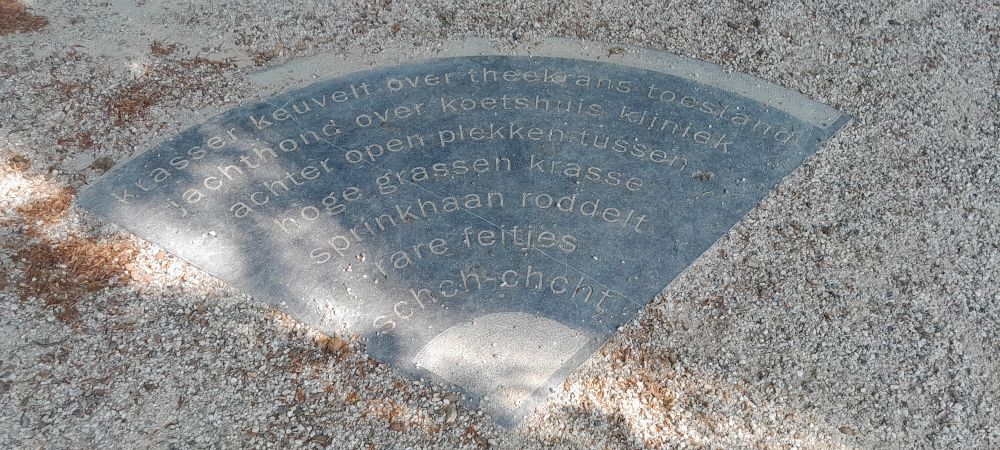 krasser keuvelt over theekrans toestand
jachthond over koetshuis kliniek
achter open plekken tussen
hoge grassen krasse
sprinkhaan roddelt
rare feitjes
schch-chcht